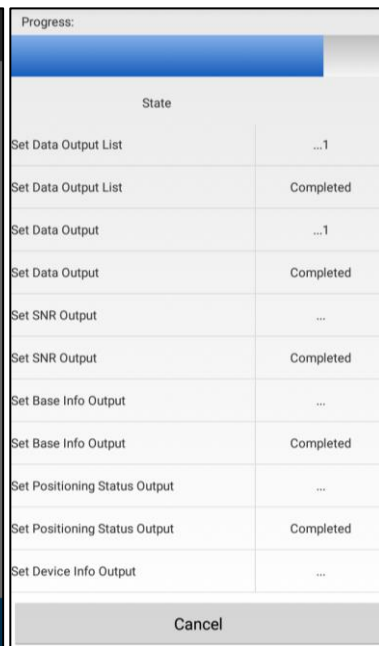 Progress:
State
Set Data Output List ...1
Set Data Output List Completed
Set Data Output ...1
Set Data Output Completed
Set SNR Output ...
Set SNR Output Completed
Set Base Info Output ...
Set Base Info Output Completed
Set Positioning Status Output ...
Set Positioning Status Output Completed
Set Device Info Output ...
Cancel